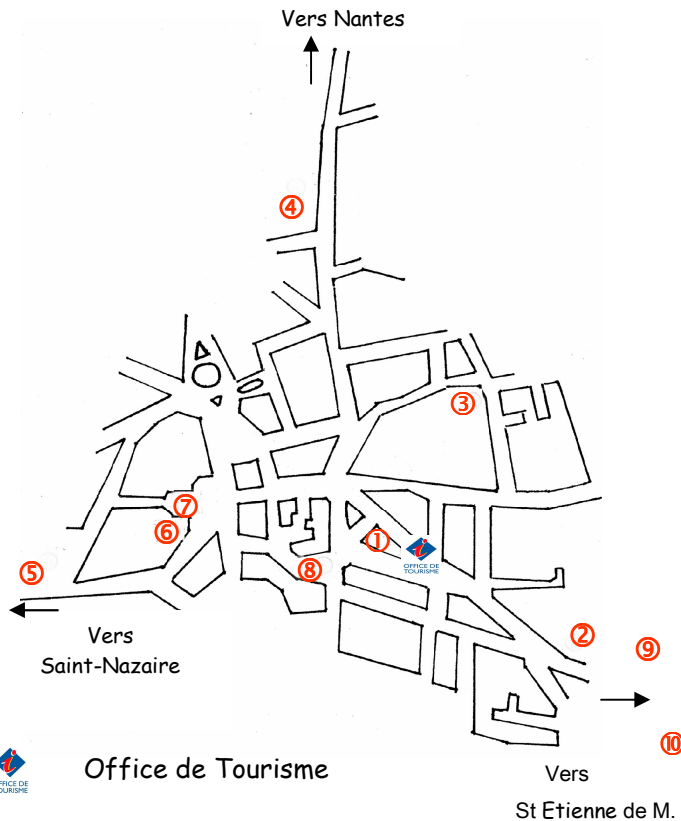 Vers Nantes
④
③
⑦
⑥
①
OFFICE DE
TOURISME
⑤
⑧
Vers
Saint-Nazaire
②
⑨
⑩
OFFICE DE
TOURISME
Office de Tourisme
Vers
St Etienne de M.